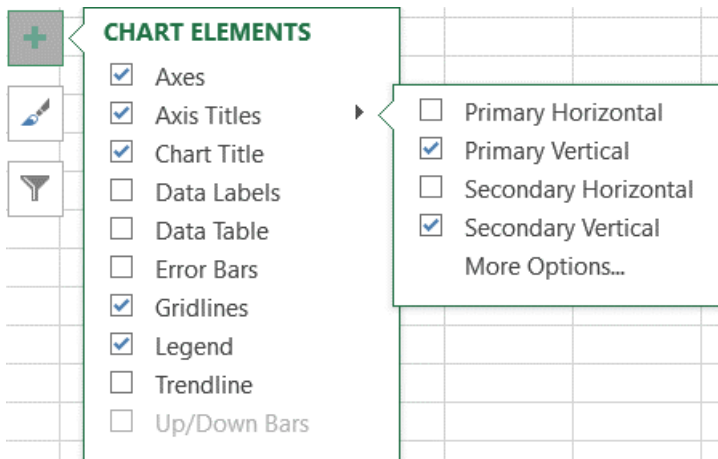 CHART ELEMENTS
Axes
Axis Titles
Chart Title
Data Labels
Data Table
Error Bars
Gridlines
Legend
Trendline
Up/Down Bars
Primary Horizontal
Primary Vertical
Secondary Horizontal
Secondary Vertical
More Options...